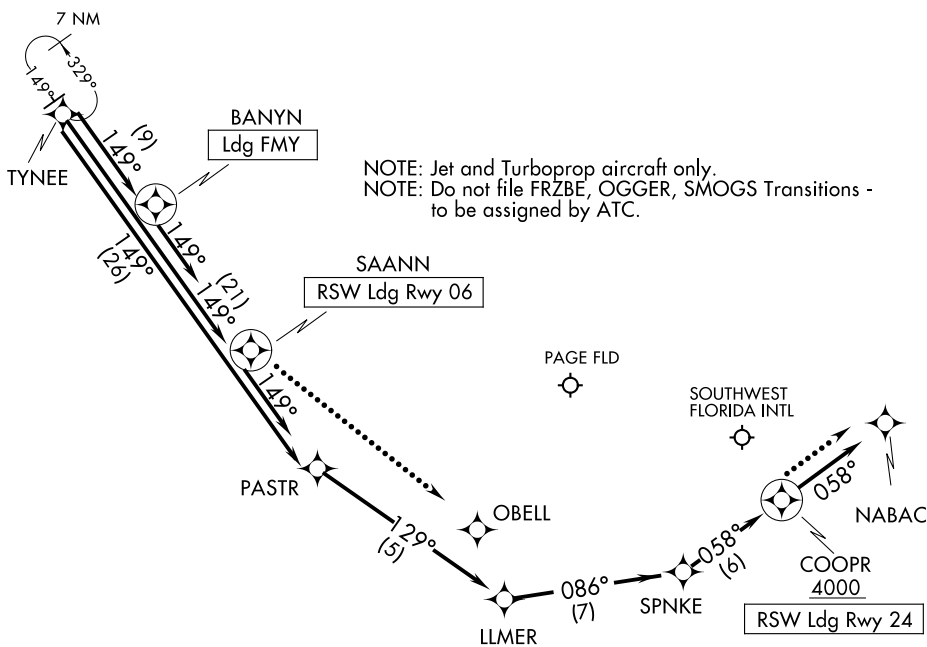 7 NM
329°
149°
TYNEE
(9)
149°
BANYN
Ldg FMY
NOTE: Jet and Turboprop aircraft only.
NOTE: Do not file FRZBE, OGGER, SMOGS Transitions -
to be assigned by ATC.
149°
(26)
149°
(21)
149°
SAANN
RSW Ldg Rwy 06
149°
PAGE FLD
SOUTHWEST
FLORIDA INTL
PASTR
129°
(5)
OBELL
LLMER
086°
(7)
SPNKE
058°
(6)
058°
NABAC
COOPR
4000
RSW Ldg Rwy 24